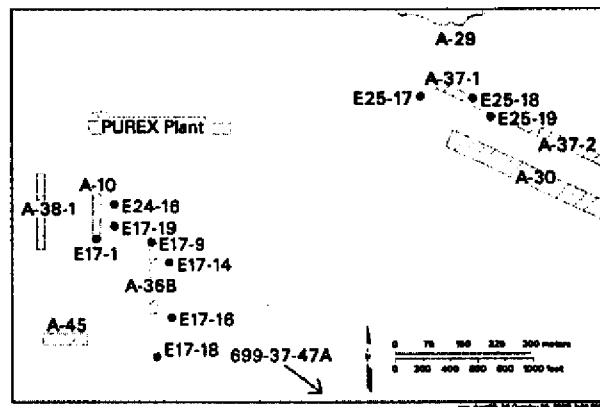 A-29
A-37-1
E25-17
E25-18
E25-19
PUREX Plant
A-37-2
A-30
A-10
A-38-1
E24-16
E17-19
E17-9
E17-1
E17-14
A-36B
E17-16
A-45
E17-18
699-37-47A
0 75 150 225 300 meters
0 200 400 600 800 1000 feet